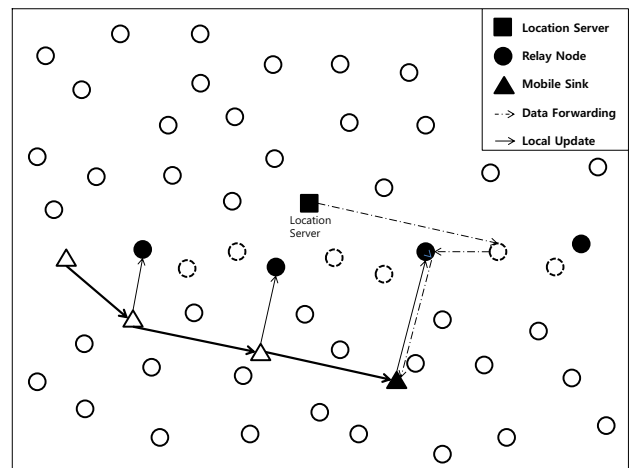 Location Server
Relay Node
Mobile Sink
Data Forwarding
Local Update
Location
Server